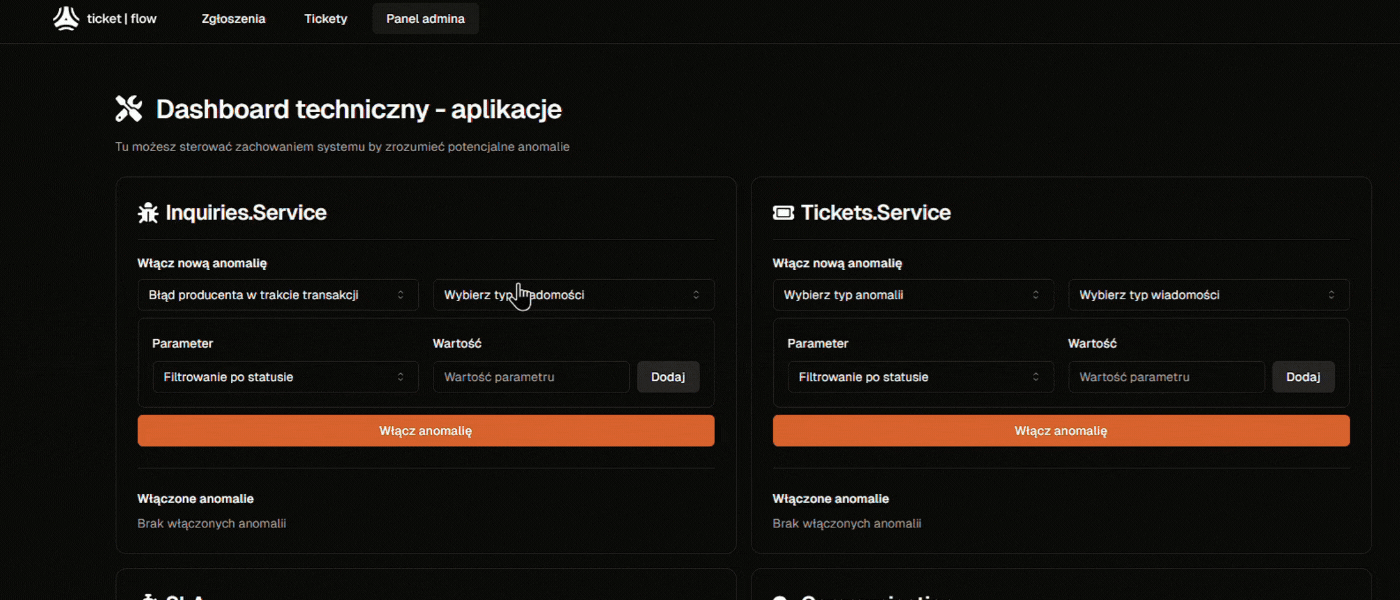 ticket | flow Zgłoszenia Tickety Panel admina
Dashboard techniczny - aplikacje
Tu możesz sterować zachowaniem systemu by zrozumieć potencjalne anomalie
Inquiries.Service
Włącz nową anomalię
Błąd producenta w trakcie transakcji
Wybierz typ wiadomości
Parameter Wartość
Filtrowanie po statusie Wartość parametru Dodaj
Włącz anomalię
Włączone anomalie
Brak włączonych anomalii
Tickets.Service
Włącz nową anomalię
Wybierz typ anomalii
Wybierz typ wiadomości
Parameter Wartość
Filtrowanie po statusie Wartość parametru Dodaj
Włącz anomalię
Włączone anomalie
Brak włączonych anomalii